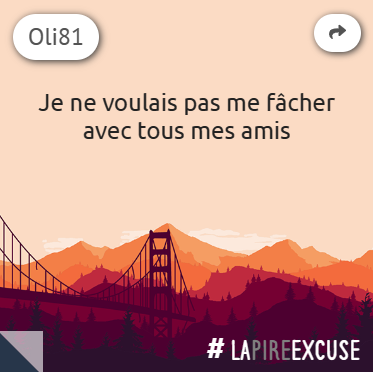 Oli81
Je ne voulais pas me fâcher
avec tous mes amis
# LAPIREEXCUSE